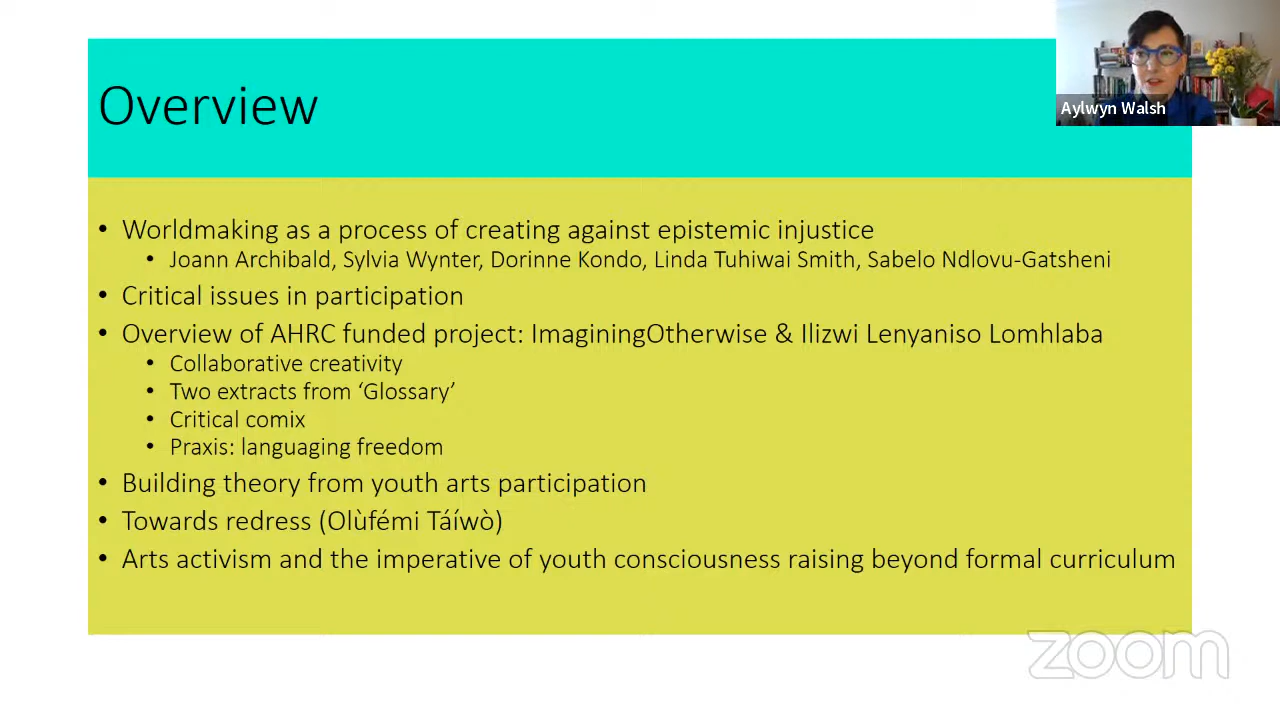 Overview
Aylwyn Walsh
• Worldmaking as a process of creating against epistemic injustice
• Joann Archibald, Sylvia Wynter, Dorinne Kondo, Linda Tuhiwai Smith, Sabelo Ndlovu-Gatsheni
• Critical issues in participation
• Overview of AHRC funded project: ImaginingOtherwise & Ilizwi Lenyaniso Lomhlaba
• Collaborative creativity
• Two extracts from ‘Glossary’
• Critical comix
• Praxis: languaging freedom
• Building theory from youth arts participation
• Towards redress (Olùfémi Táíwò)
• Arts activism and the imperative of youth consciousness raising beyond formal curriculum
zoom